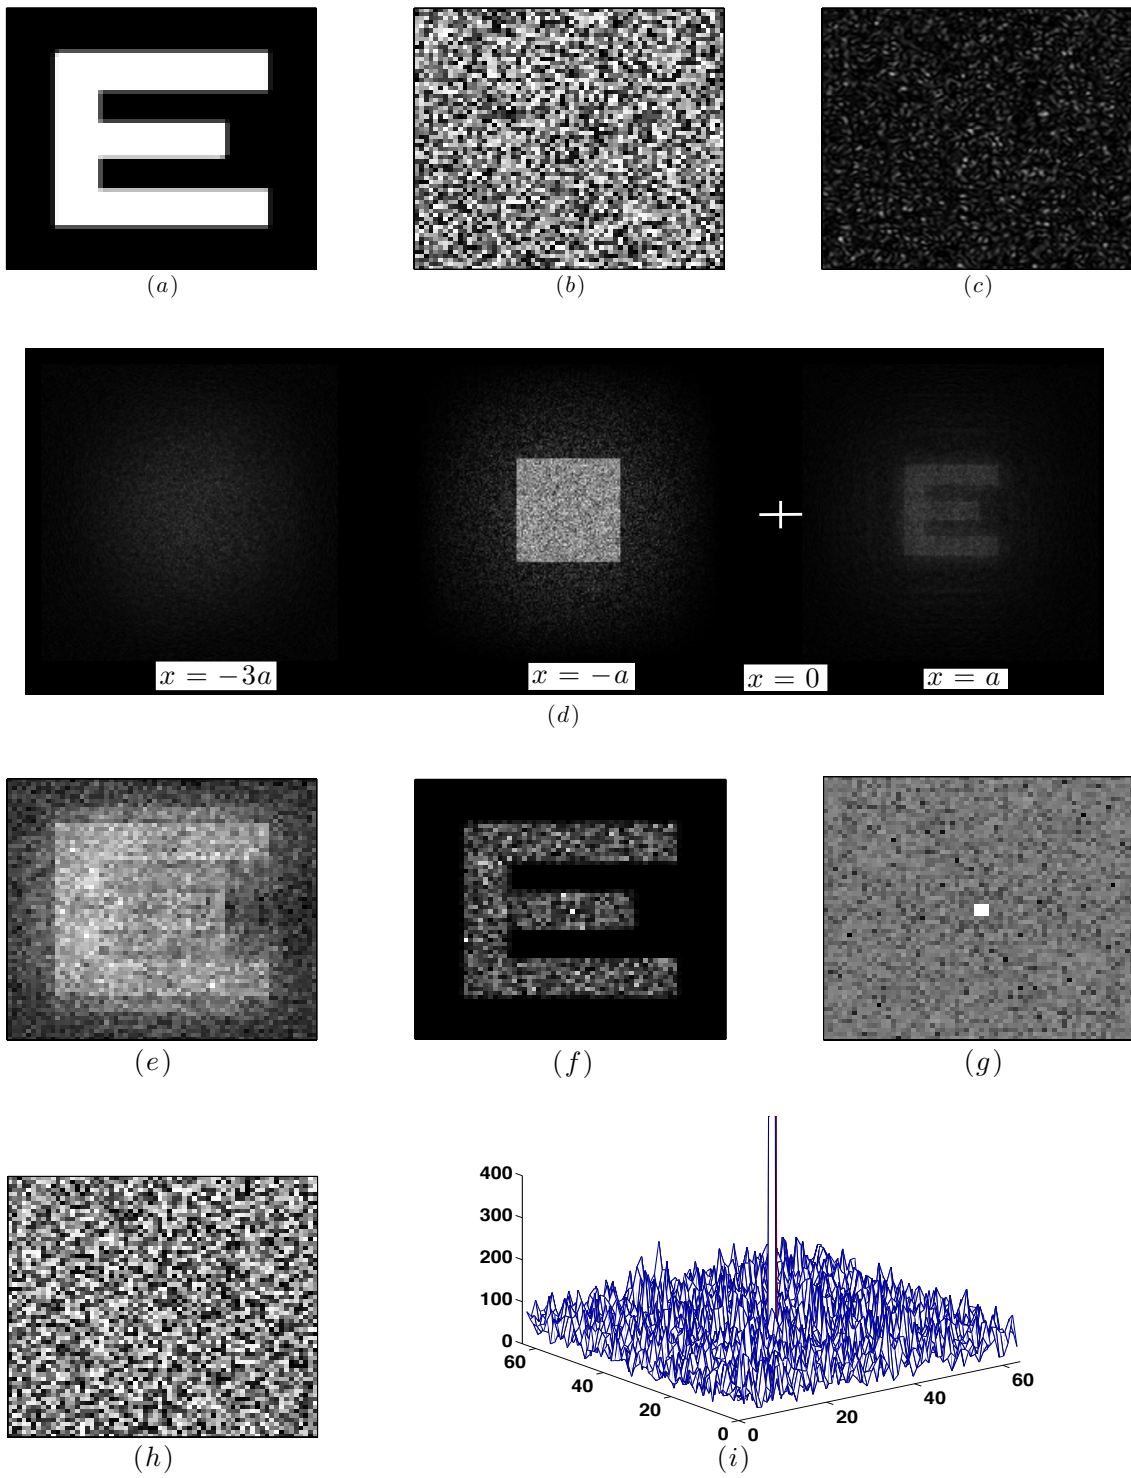 E
(a)
(b)
(c)
E
x = −3a
x = −a
x = 0
x = a
(d)
E
E
(e)
(f)
(g)
400
300
200
100
0
60
40
20
0
0
20
40
60
(h)
(i)